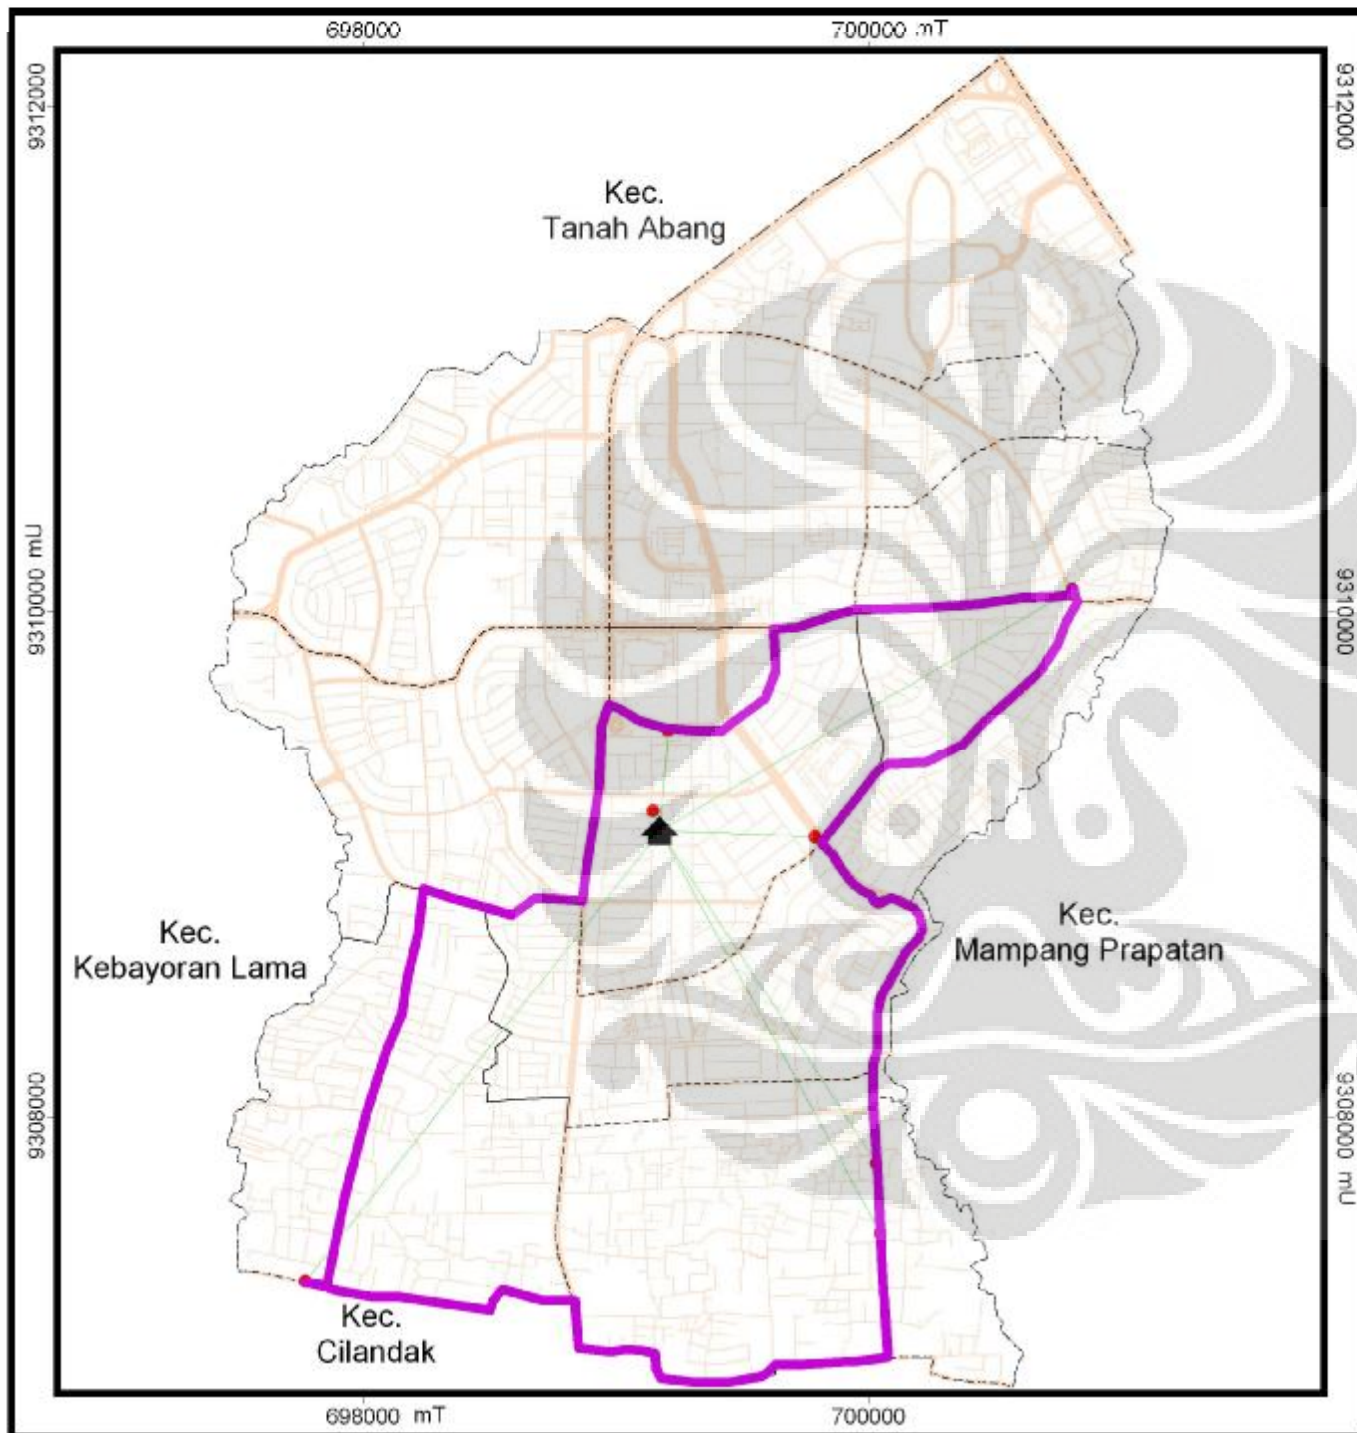 698000
700000 mT
9312000
9312000
Kec.
Tanah Abang
9310000 mU
9310000
Kec.
Kebayoran Lama
Kec.
Mampang Prapatan
9308000
9308000 mU
Kec.
Cilandak
698000 mT
700000